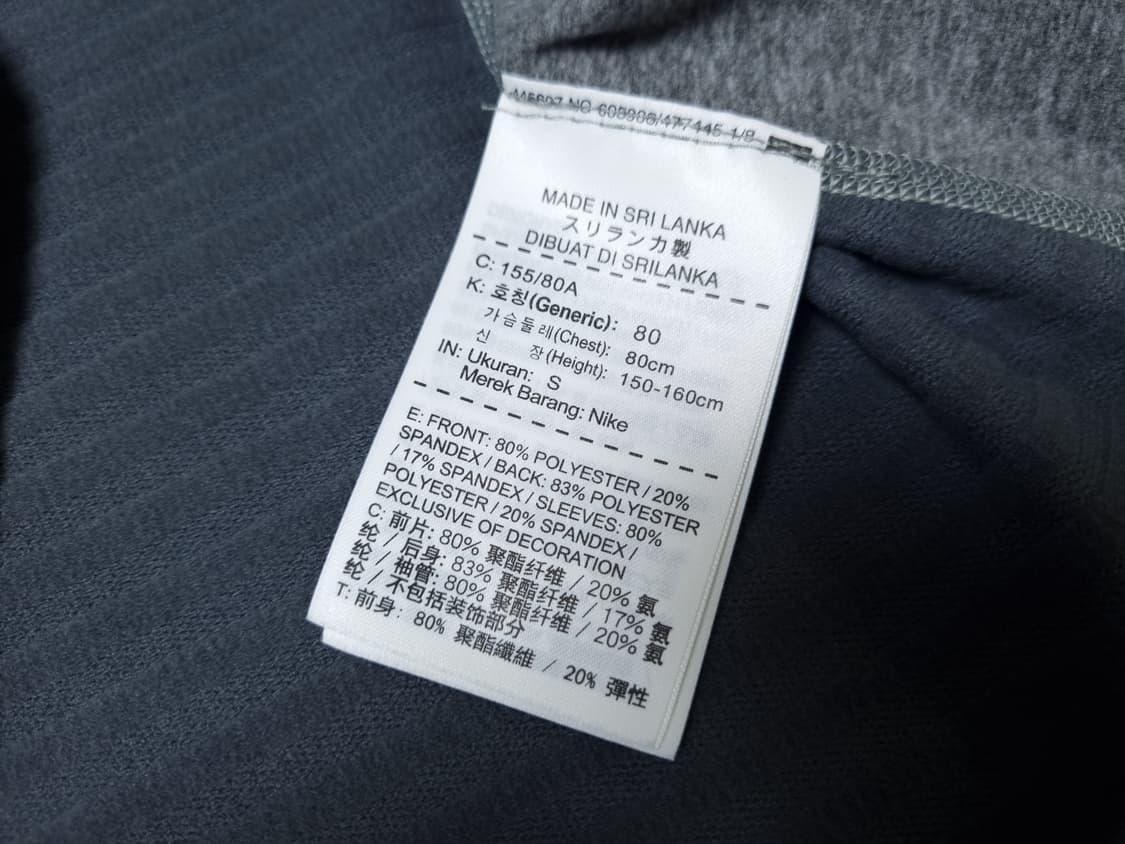 605906/477445 1/8
MADE IN SRI LANKA
スリランカ製
DIBUAT DI SRILANKA
C: 155/80A
K: 호칭(Generic): 80
가슴둘레(Chest): 80cm
신 장(Height): 150-160cm
IN: Ukuran: S
Merek Barang: Nike
E: FRONT: 80% POLYESTER / 20%
SPANDEX / BACK: 83% POLYESTER
/ 17% SPANDEX / SLEEVES: 80%
POLYESTER / 20% SPANDEX /
EXCLUSIVE OF DECORATION
C: 前片: 80% 聚酯纤维 / 20% 氨
纶 / 后身: 83% 聚酯纤维 / 17% 氨
纶 / 袖管: 80% 聚酯纤维 / 20% 氨
纶 / 不包括装饰部分
T: 前身: 80% 聚酯纖維 / 20% 彈性